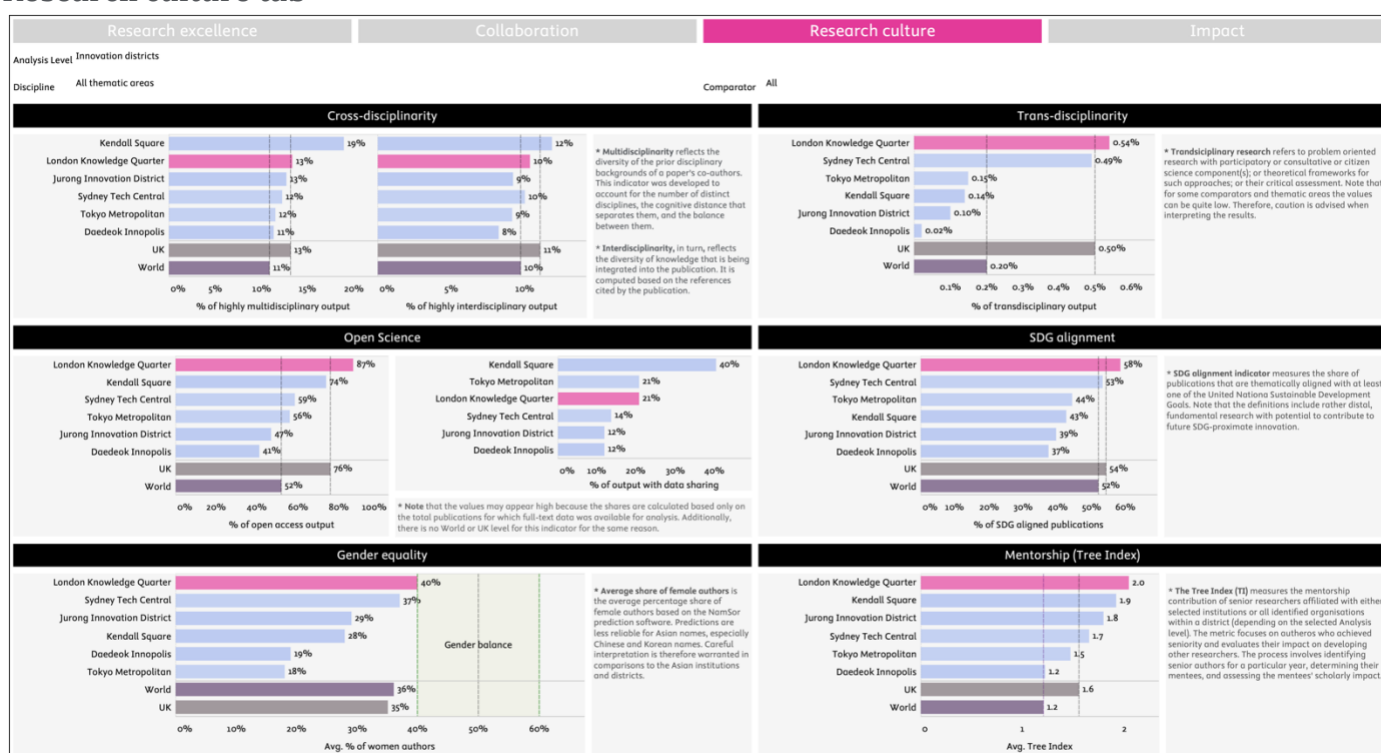 Research excellence
Collaboration
Research culture
Impact
Analysis Level Innovation districts
Discipline All thematic areas
Comparator All
Cross-disciplinarity
Kendall Square 19% 12%
London Knowledge Quarter 13% 10%
Jurong Innovation District 13% 9%
Sydney Tech Central 12% 10%
Tokyo Metropolitan 12% 9%
Daedeok Innopolis 11% 8%
UK 13% 11%
World 11% 10%
0% 5% 10% 15% 20% 0% 5% 10%
% of highly multidisciplinary output
% of highly interdisciplinary output
* Multidisciplinarity reflects the
diversity of the prior disciplinary
backgrounds of a paper's co-authors.
This indicator was developed to
account for the number of distinct
disciplines, the cognitive distance that
separates them, and the balance
between them.
* Interdisciplinarity, in turn, reflects
the diversity of knowledge that is being
integrated into the publication. It is
computed based on the references
cited by the publication.
Trans-disciplinarity
London Knowledge Quarter 0.54%
Sydney Tech Central 0.49%
Tokyo Metropolitan 0.15%
Kendall Square 0.14%
Jurong Innovation District 0.10%
Daedeok Innopolis 0.02%
UK 0.50%
World 0.20%
0.1% 0.2% 0.3% 0.4% 0.5% 0.6%
% of transdisciplinary output
* Transdiciplinary research refers to problem oriented
research with participatory or consultative or citizen
science component(s); or theoretical frameworks for
such approaches; or their critical assessment. Note that
for some comparators and thematic areas the values
can be quite low. Therefore, caution is advised when
interpreting the results.
Open Science
London Knowledge Quarter 87%
Kendall Square 74%
Sydney Tech Central 59%
Tokyo Metropolitan 56%
Jurong Innovation District 47%
Daedeok Innopolis 41%
UK 76%
World 52%
0% 20% 40% 60% 80% 100%
% of open access output
Kendall Square 40%
Tokyo Metropolitan 21%
London Knowledge Quarter 21%
Sydney Tech Central 14%
Jurong Innovation District 12%
Daedeok Innopolis 12%
0% 10% 20% 30% 40%
% of output with data sharing
* Note that the values may appear high because the shares are calculated based only on
the total publications for which full-text data was available for analysis. Additionally,
there is no World or UK level for this indicator for the same reason.
SDG alignment
London Knowledge Quarter 58%
Sydney Tech Central 53%
Tokyo Metropolitan 44%
Kendall Square 43%
Jurong Innovation District 39%
Daedeok Innopolis 37%
UK 54%
World 52%
0% 10% 20% 30% 40% 50% 60%
% of SDG aligned publications
* SDG alignment indicator measures the share of
publications that are thematically aligned with at least
one of the United Nations Sustainable Development
Goals. Note that the definitions include rather distal,
fundamental research with potential to contribute to
future SDG-proximate innovation.
Gender equality
London Knowledge Quarter 40%
Sydney Tech Central 37%
Jurong Innovation District 29%
Kendall Square 28%
Daedeok Innopolis 19%
Tokyo Metropolitan 18%
World 36%
UK 35%
Gender balance
0% 10% 20% 30% 40% 50% 60%
Avg. % of women authors
* Average share of female authors is
the average percentage share of
female authors based on the NamSor
prediction software. Predictions are
less reliable for Asian names, especially
Chinese and Korean names. Careful
interpretation is therefore warranted in
comparisons to the Asian institutions
and districts.
Mentorship (Tree Index)
London Knowledge Quarter 2.0
Kendall Square 1.9
Jurong Innovation District 1.8
Sydney Tech Central 1.7
Tokyo Metropolitan 1.5
Daedeok Innopolis 1.2
UK 1.6
World 1.2
0 1 2
Avg. Tree Index
* The Tree Index (TI) measures the mentorship
contribution of senior researchers affiliated with either
selected institutions or all identified organisations
within a district (depending on the selected Analysis
level). The metric focuses on autheros who achieved
seniority and evaluates their impact on developing
other researchers. The process involves identifying
senior authors for a particular year, determining their
mentees, and assessing the mentees' scholarly impact.